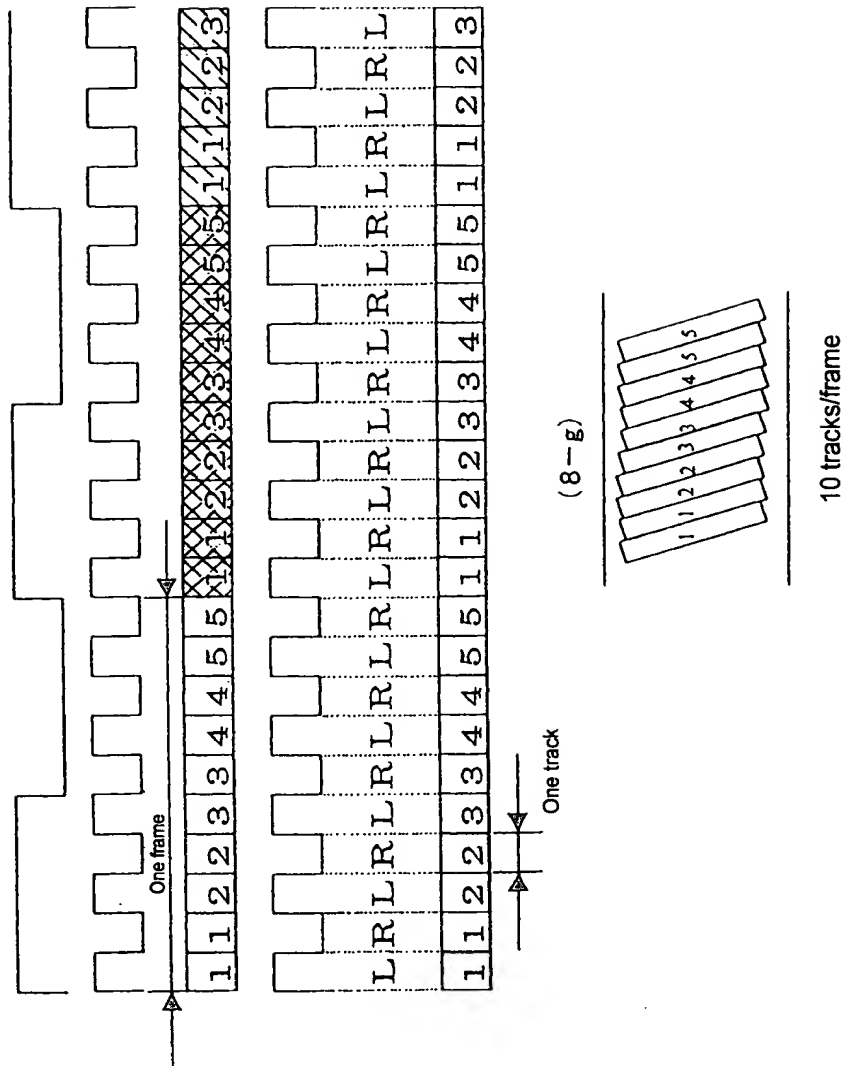 One frame
1 1 2 2 3 3 4 4 5 5 1 1 2 2 3 3 4 4 5 5 1 1 2 2 3
L R L R L R L R L R L R L R L R L R L R L R L R L
1 1 2 2 3 3 4 4 5 5 1 1 2 2 3 3 4 4 5 5 1 1 2 2 3
One track
(8-g)
1 1 2 2 3 3 4 4 5 5
10 tracks/frame